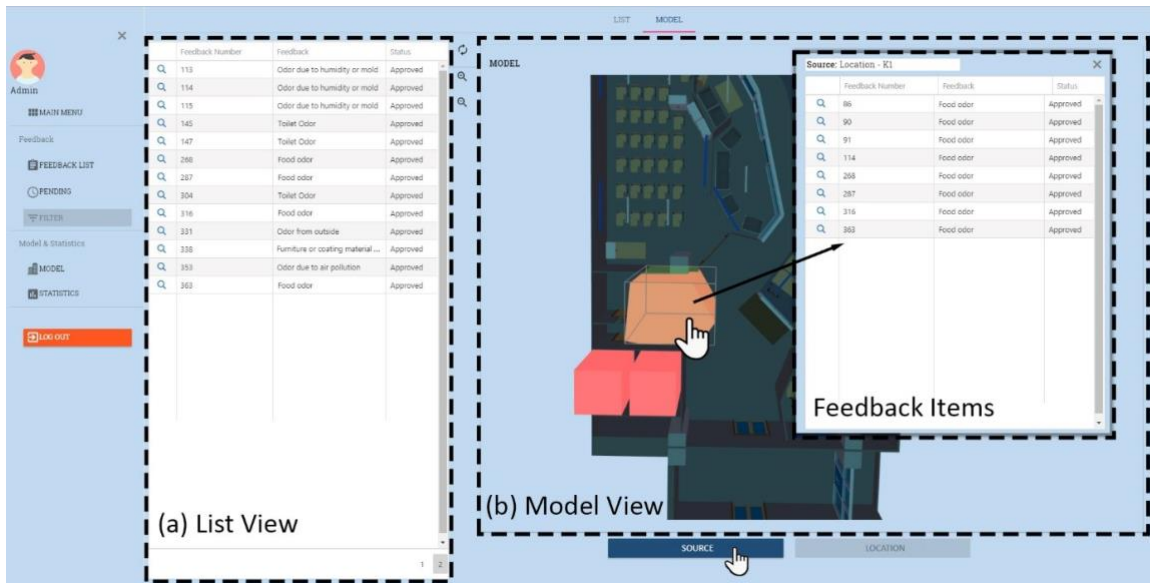 LIST MODEL
Admin
MAIN MENU
Feedback
FEEDBACK LIST
PENDING
FILTER
Model & Statistics
MODEL
STATISTICS
LOG OUT
Feedback Number Feedback Status
113 Odor due to humidity or mold Approved
114 Odor due to humidity or mold Approved
115 Odor due to humidity or mold Approved
145 Toilet Odor Approved
147 Toilet Odor Approved
268 Food odor Approved
287 Food odor Approved
304 Toilet Odor Approved
316 Food odor Approved
331 Odor from outside Approved
338 Furniture or coating material ... Approved
353 Odor due to air pollution Approved
363 Food odor Approved
(a) List View
1 2
MODEL
Source: Location - K1
Feedback Number Feedback Status
86 Food odor Approved
90 Food odor Approved
91 Food odor Approved
114 Food odor Approved
268 Food odor Approved
287 Food odor Approved
316 Food odor Approved
363 Food odor Approved
Feedback Items
(b) Model View
SOURCE LOCATION